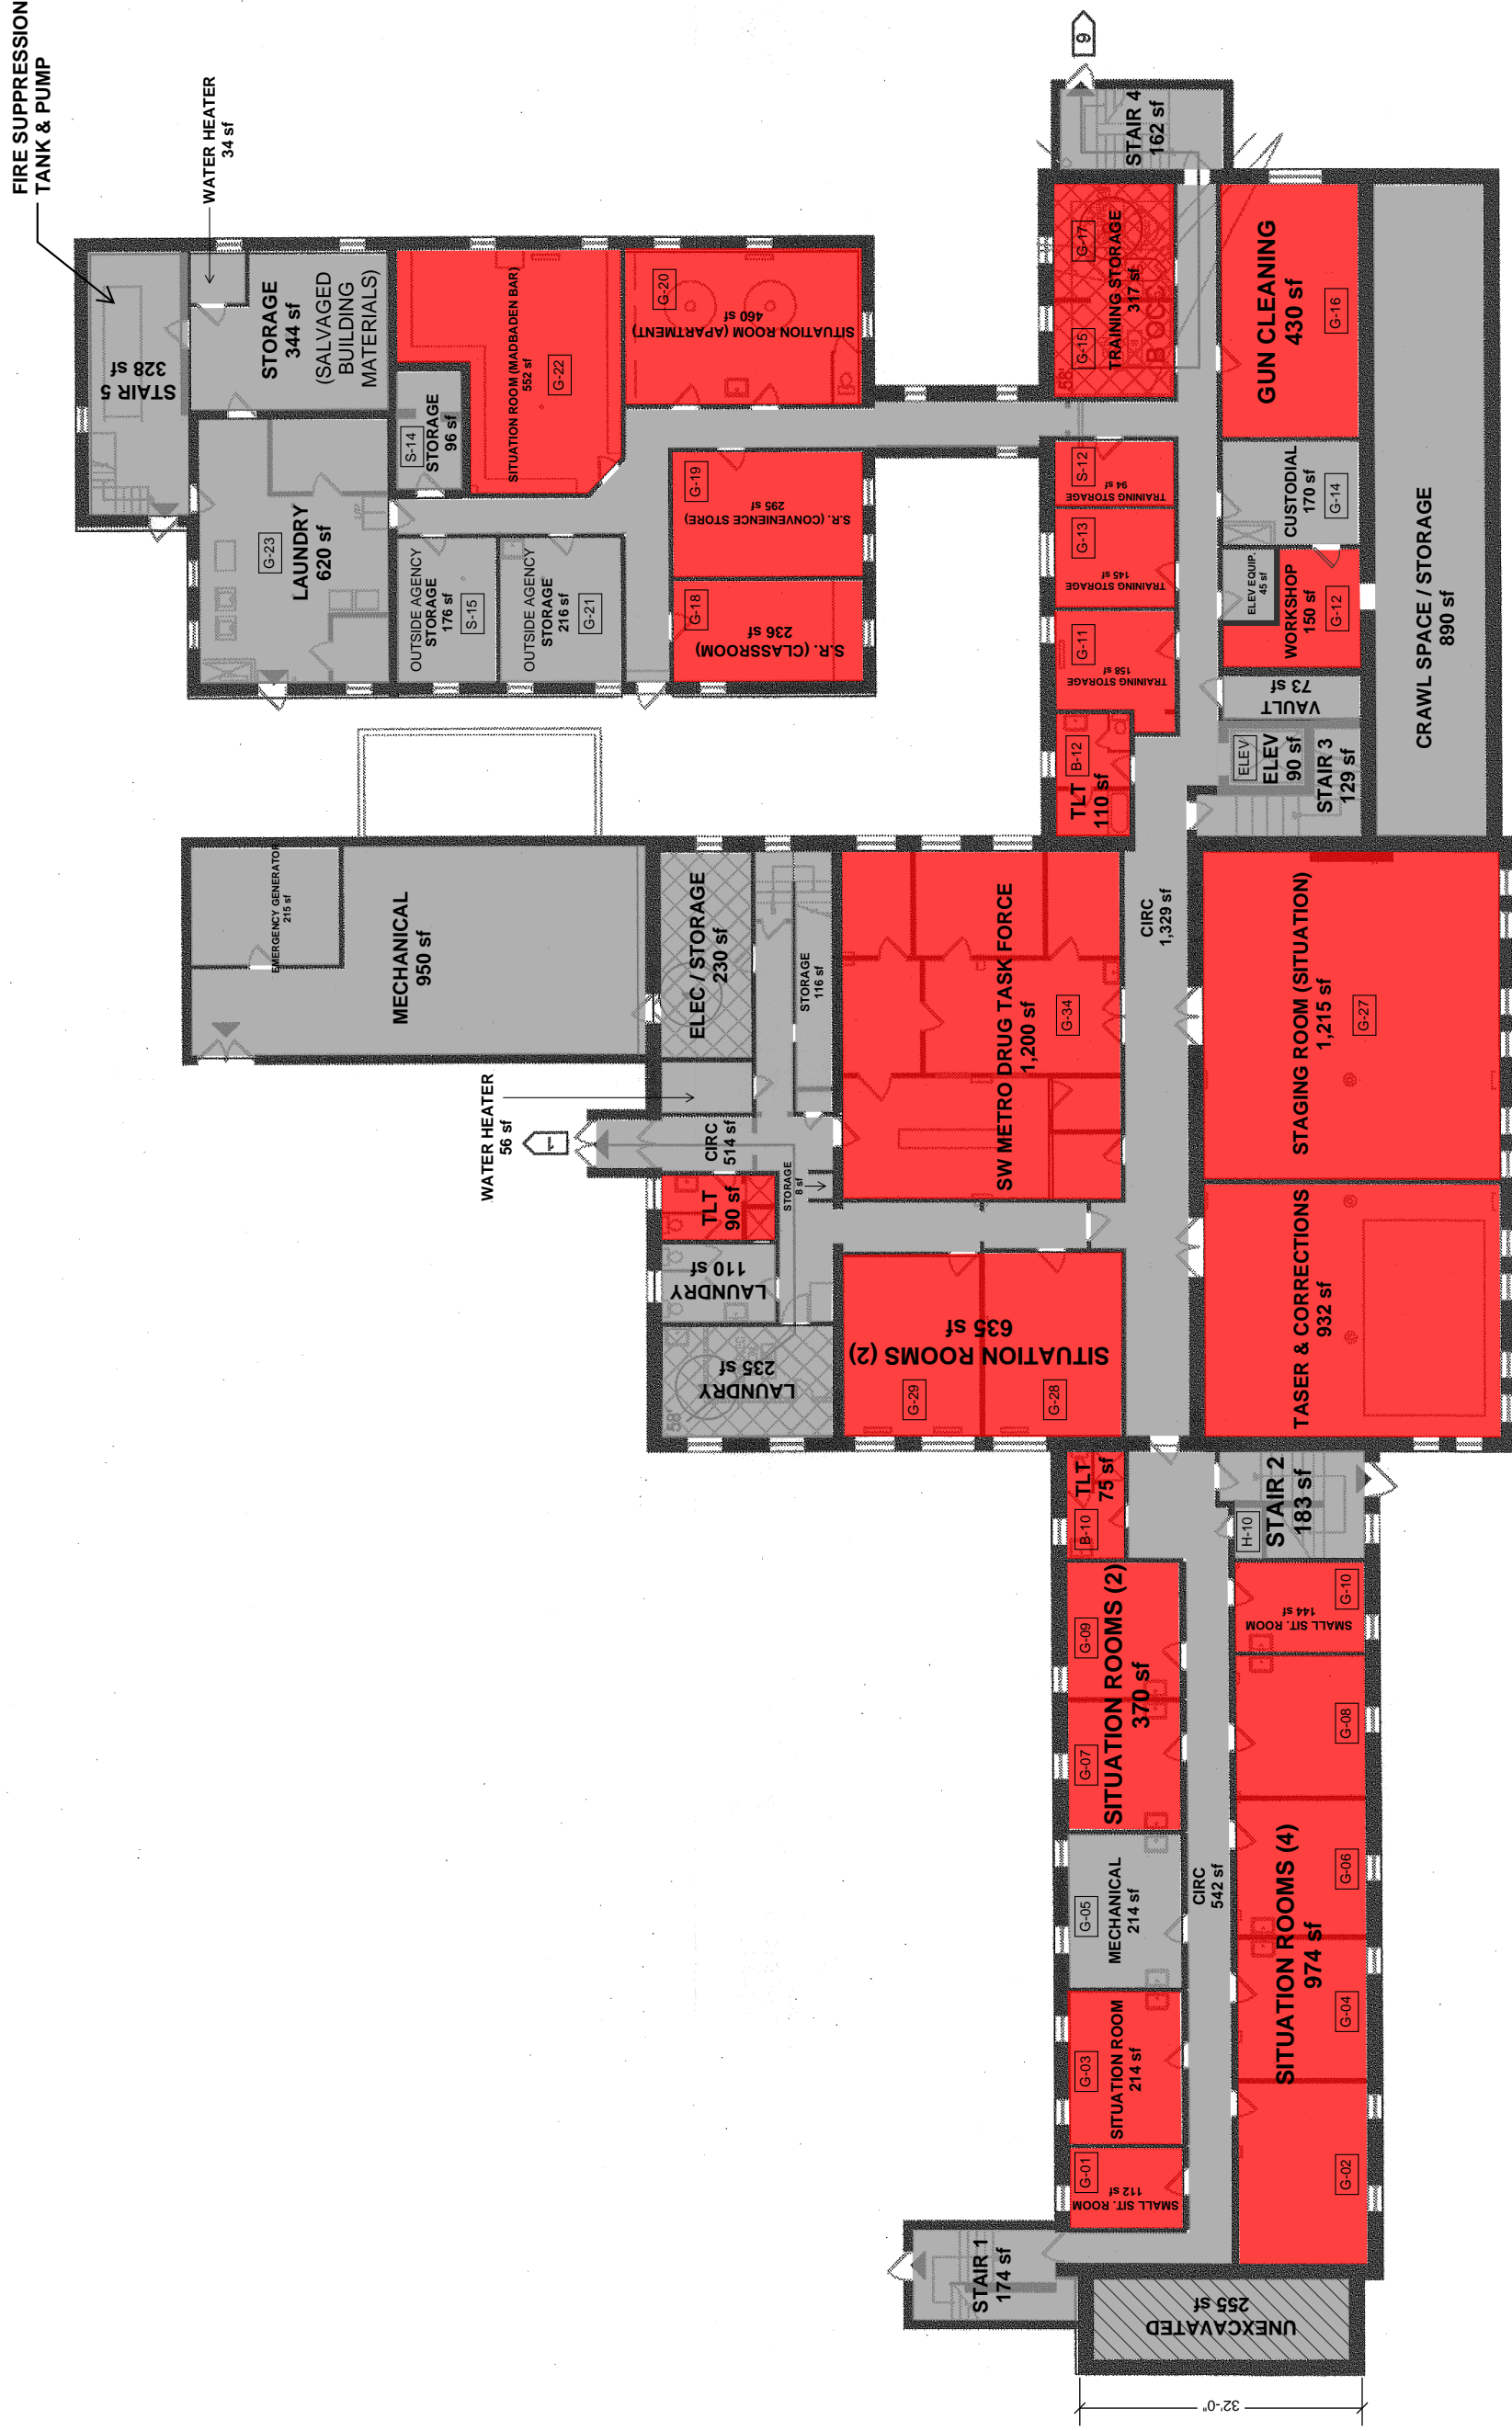 FIRE SUPPRESSION
TANK & PUMP
WATER HEATER
34 sf
STAIR 5
328 sf
STORAGE
344 sf
(SALVAGED
BUILDING
MATERIALS)
G-23
LAUNDRY
620 sf
UP
S-14
STORAGE
96 sf
SITUATION ROOM (MADBADEN BAR)
552 sf
G-22
G-20
SITUATION ROOM (APARTMENT)
460 sf
OUTSIDE AGENCY
STORAGE
176 sf
S-15
OUTSIDE AGENCY
STORAGE
216 sf
G-21
G-19
S.R. (CONVENIENCE STORE)
295 sf
G-18
S.R. (CLASSROOM)
236 sf
9
STAIR 4
162 sf
G-17
G-15
TRAINING STORAGE
317 sf
58'
GUN CLEANING
430 sf
G-16
S-12
TRAINING STORAGE
94 sf
G-13
TRAINING STORAGE
145 sf
G-11
TRAINING STORAGE
158 sf
B-12
TLT
110 sf
CUSTODIAL
170 sf
G-14
ELEV EQUIP.
45 sf
WORKSHOP
150 sf
G-12
VAULT
73 sf
ELEV
ELEV
90 sf
STAIR 3
129 sf
CRAWL SPACE / STORAGE
890 sf
EMERGENCY GENERATOR
215 sf
MECHANICAL
950 sf
ELEC / STORAGE
230 sf
STORAGE
116 sf
WATER HEATER
56 sf
1
CIRC
514 sf
STORAGE
8 sf
TLT
90 sf
LAUNDRY
110 sf
LAUNDRY
235 sf
58'
SW METRO DRUG TASK FORCE
1,200 sf
G-34
CIRC
1,329 sf
STAGING ROOM (SITUATION)
1,215 sf
G-27
TASER & CORRECTIONS
932 sf
SITUATION ROOMS (2)
635 sf
G-29
G-28
TLT
75 sf
B-10
H-10
STAIR 2
183 sf
SITUATION ROOMS (2)
370 sf
G-09
G-07
SMALL SIT. ROOM
144 sf
G-10
G-08
G-05
MECHANICAL
214 sf
CIRC
542 sf
G-06
SITUATION ROOMS (4)
974 sf
G-04
G-03
SITUATION ROOM
214 sf
G-01
SMALL SIT. ROOM
112 sf
G-02
STAIR 1
174 sf
UNEXCAVATED
255 sf
32'-0"